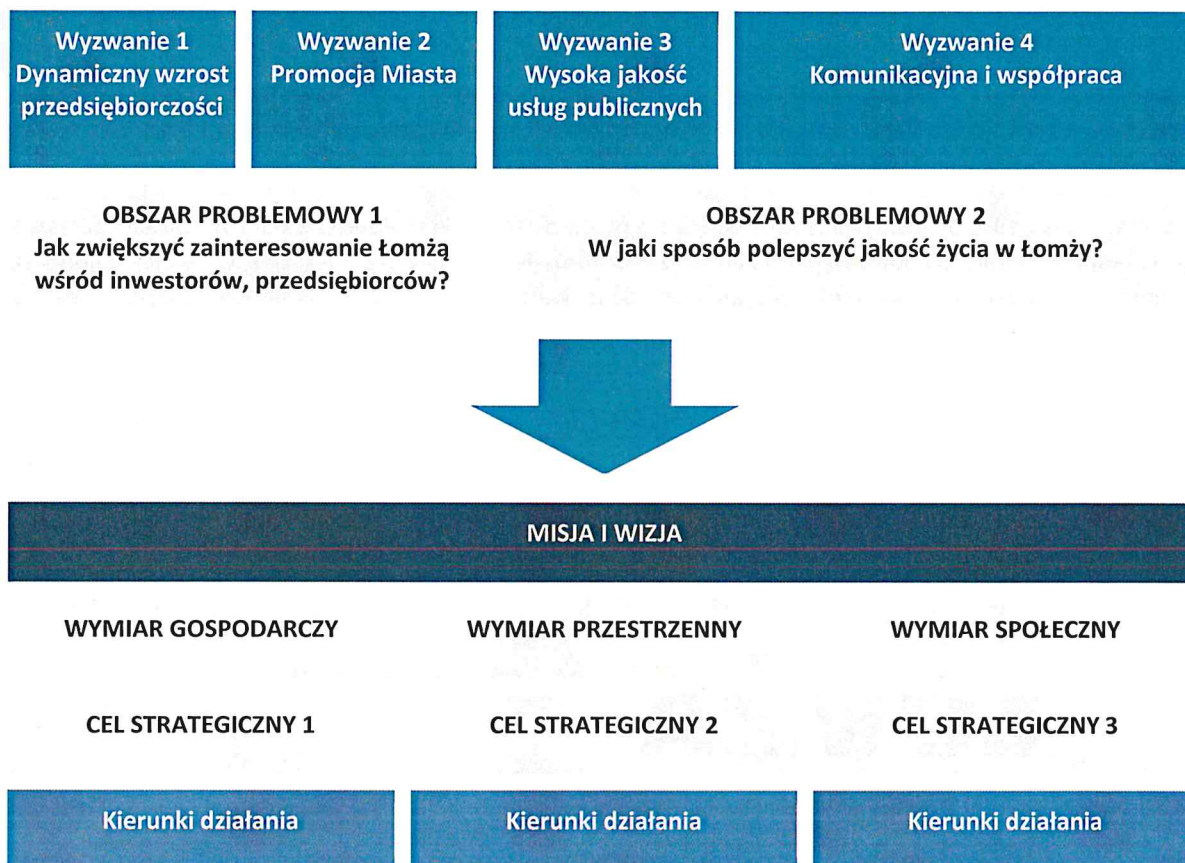 Wyzwanie 1
Dynamiczny wzrost
przedsiębiorczości
Wyzwanie 2
Promocja Miasta
Wyzwanie 3
Wysoka jakość
usług publicznych
Wyzwanie 4
Komunikacyjna i współpraca
OBSZAR PROBLEMOWY 1
Jak zwiększyć zainteresowanie Łomżą
wśród inwestorów, przedsiębiorców?
OBSZAR PROBLEMOWY 2
W jaki sposób polepszyć jakość życia w Łomży?
MISJA I WIZJA
WYMIAR GOSPODARCZY
WYMIAR PRZESTRZENNY
WYMIAR SPOŁECZNY
CEL STRATEGICZNY 1
CEL STRATEGICZNY 2
CEL STRATEGICZNY 3
Kierunki działania
Kierunki działania
Kierunki działania